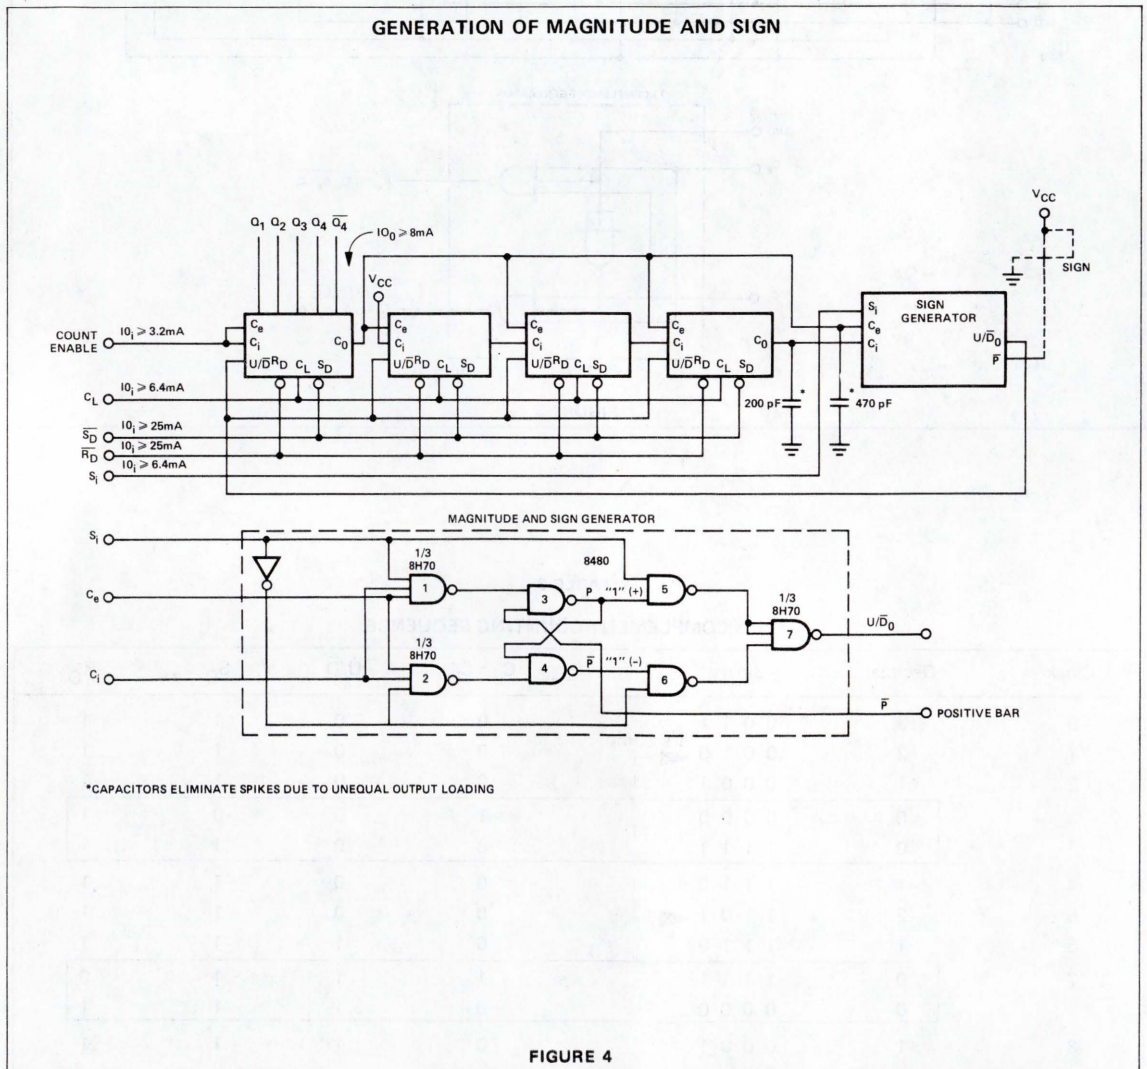 GENERATION OF MAGNITUDE AND SIGN
VCC
SIGN
Q1 Q2 Q3 Q4 Q̅4̅
IO0 ⩾ 8mA
VCC
COUNT ENABLE
IOi ⩾ 3.2mA
Ce
Ci
U/D̅ RD CL SD
C0
Ce
Ci
U/D̅ RD CL SD
Ce
Ci
U/D̅ RD CL SD
Ce
Ci
U/D̅ RD CL SD
C0
Si
Ce
Ci
SIGN GENERATOR
U/D̅0
P̅
200 pF *
* 470 pF
CL IOi ⩾ 6.4mA
S̅D̅ IOi ⩾ 25mA
R̅D̅ IOi ⩾ 25mA
Si IOi ⩾ 6.4mA
MAGNITUDE AND SIGN GENERATOR
Si
Ce
Ci
1/3
8H70
1
1/3
8H70
2
3
4
P "1" (+)
P̅ "1" (−)
8480
5
6
1/3
8H70
7
U/D̅0
P̅
POSITIVE BAR
*CAPACITORS ELIMINATE SPIKES DUE TO UNEQUAL OUTPUT LOADING
FIGURE 4